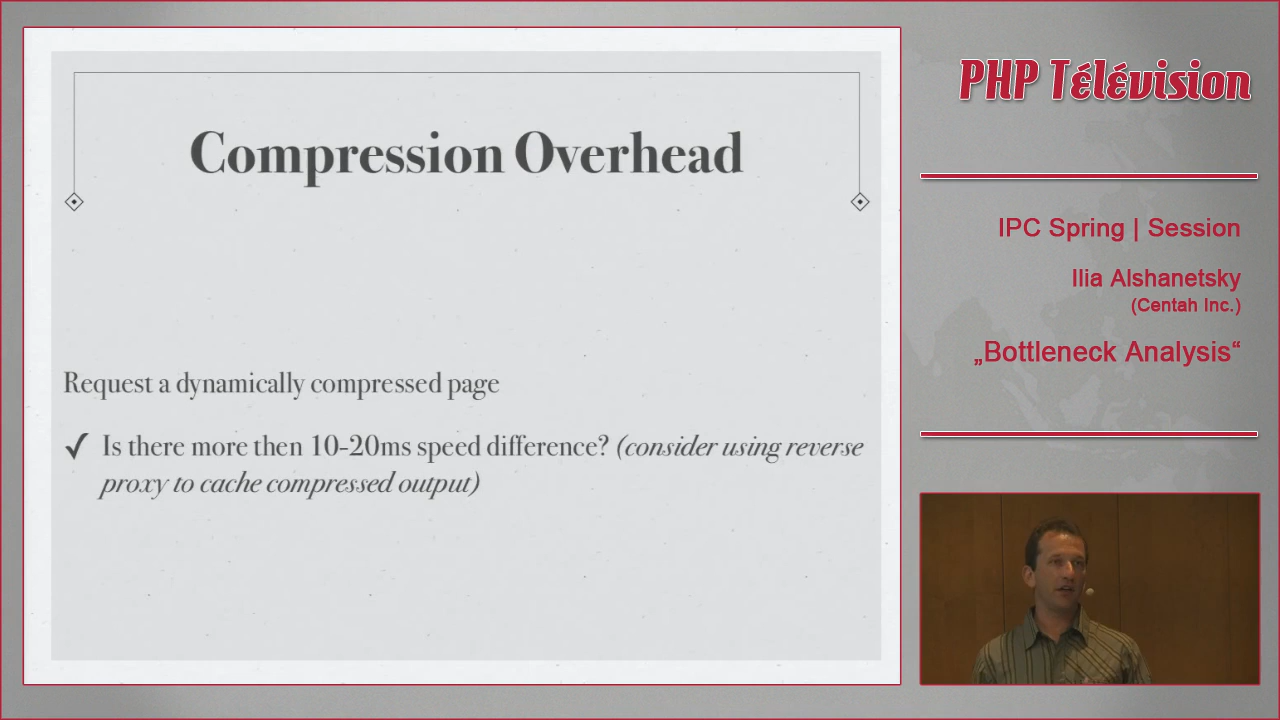 Compression Overhead
Request a dynamically compressed page
✓ Is there more then 10-20ms speed difference? (consider using reverse
proxy to cache compressed output)
PHP Télévision
IPC Spring | Session
Ilia Alshanetsky
(Centah Inc.)
„Bottleneck Analysis“